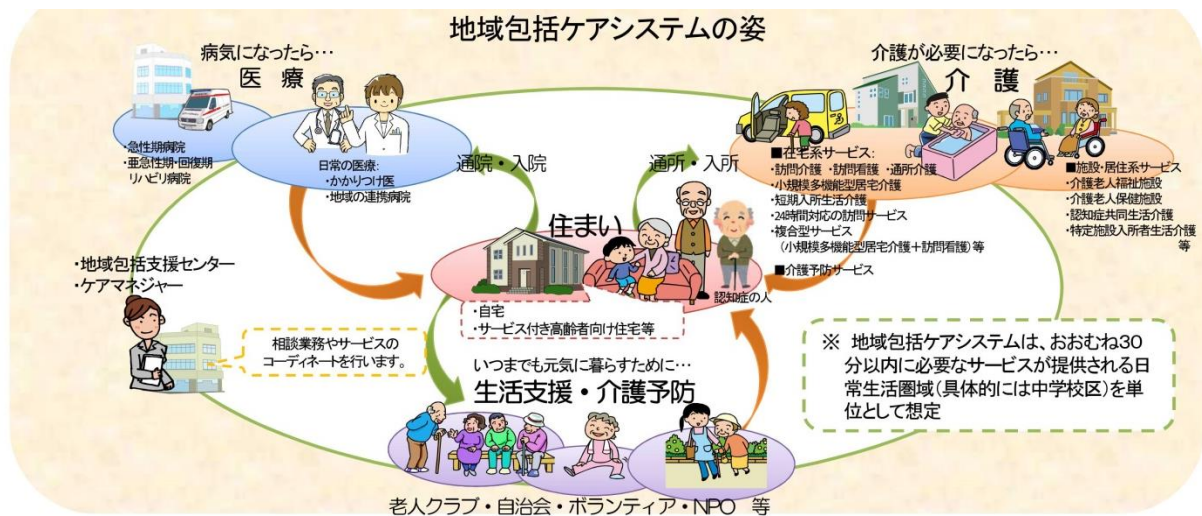 地域包括ケアシステムの姿
病気になったら…
医 療
・急性期病院
・亜急性期・回復期
リハビリ病院
日常の医療:
・かかりつけ医
・地域の連携病院
通院・入院
通所・入所
介護が必要になったら…
介 護
■在宅系サービス:
・訪問介護 ・訪問看護 ・通所介護
・小規模多機能型居宅介護
・短期入所生活介護
・24時間対応の訪問サービス
・複合型サービス
(小規模多機能型居宅介護+訪問看護)等
■介護予防サービス
■施設・居住系サービス
・介護老人福祉施設
・介護老人保健施設
・認知症共同生活介護
・特定施設入所者生活介護
等
住まい
認知症の人
・自宅
・サービス付き高齢者向け住宅等
・地域包括支援センター
・ケアマネジャー
相談業務やサービスの
コーディネートを行います。
いつまでも元気に暮らすために…
生活支援・介護予防
老人クラブ・自治会・ボランティア・NPO 等
※ 地域包括ケアシステムは、おおむね30
分以内に必要なサービスが提供される日
常生活圏域(具体的には中学校区)を単
位として想定